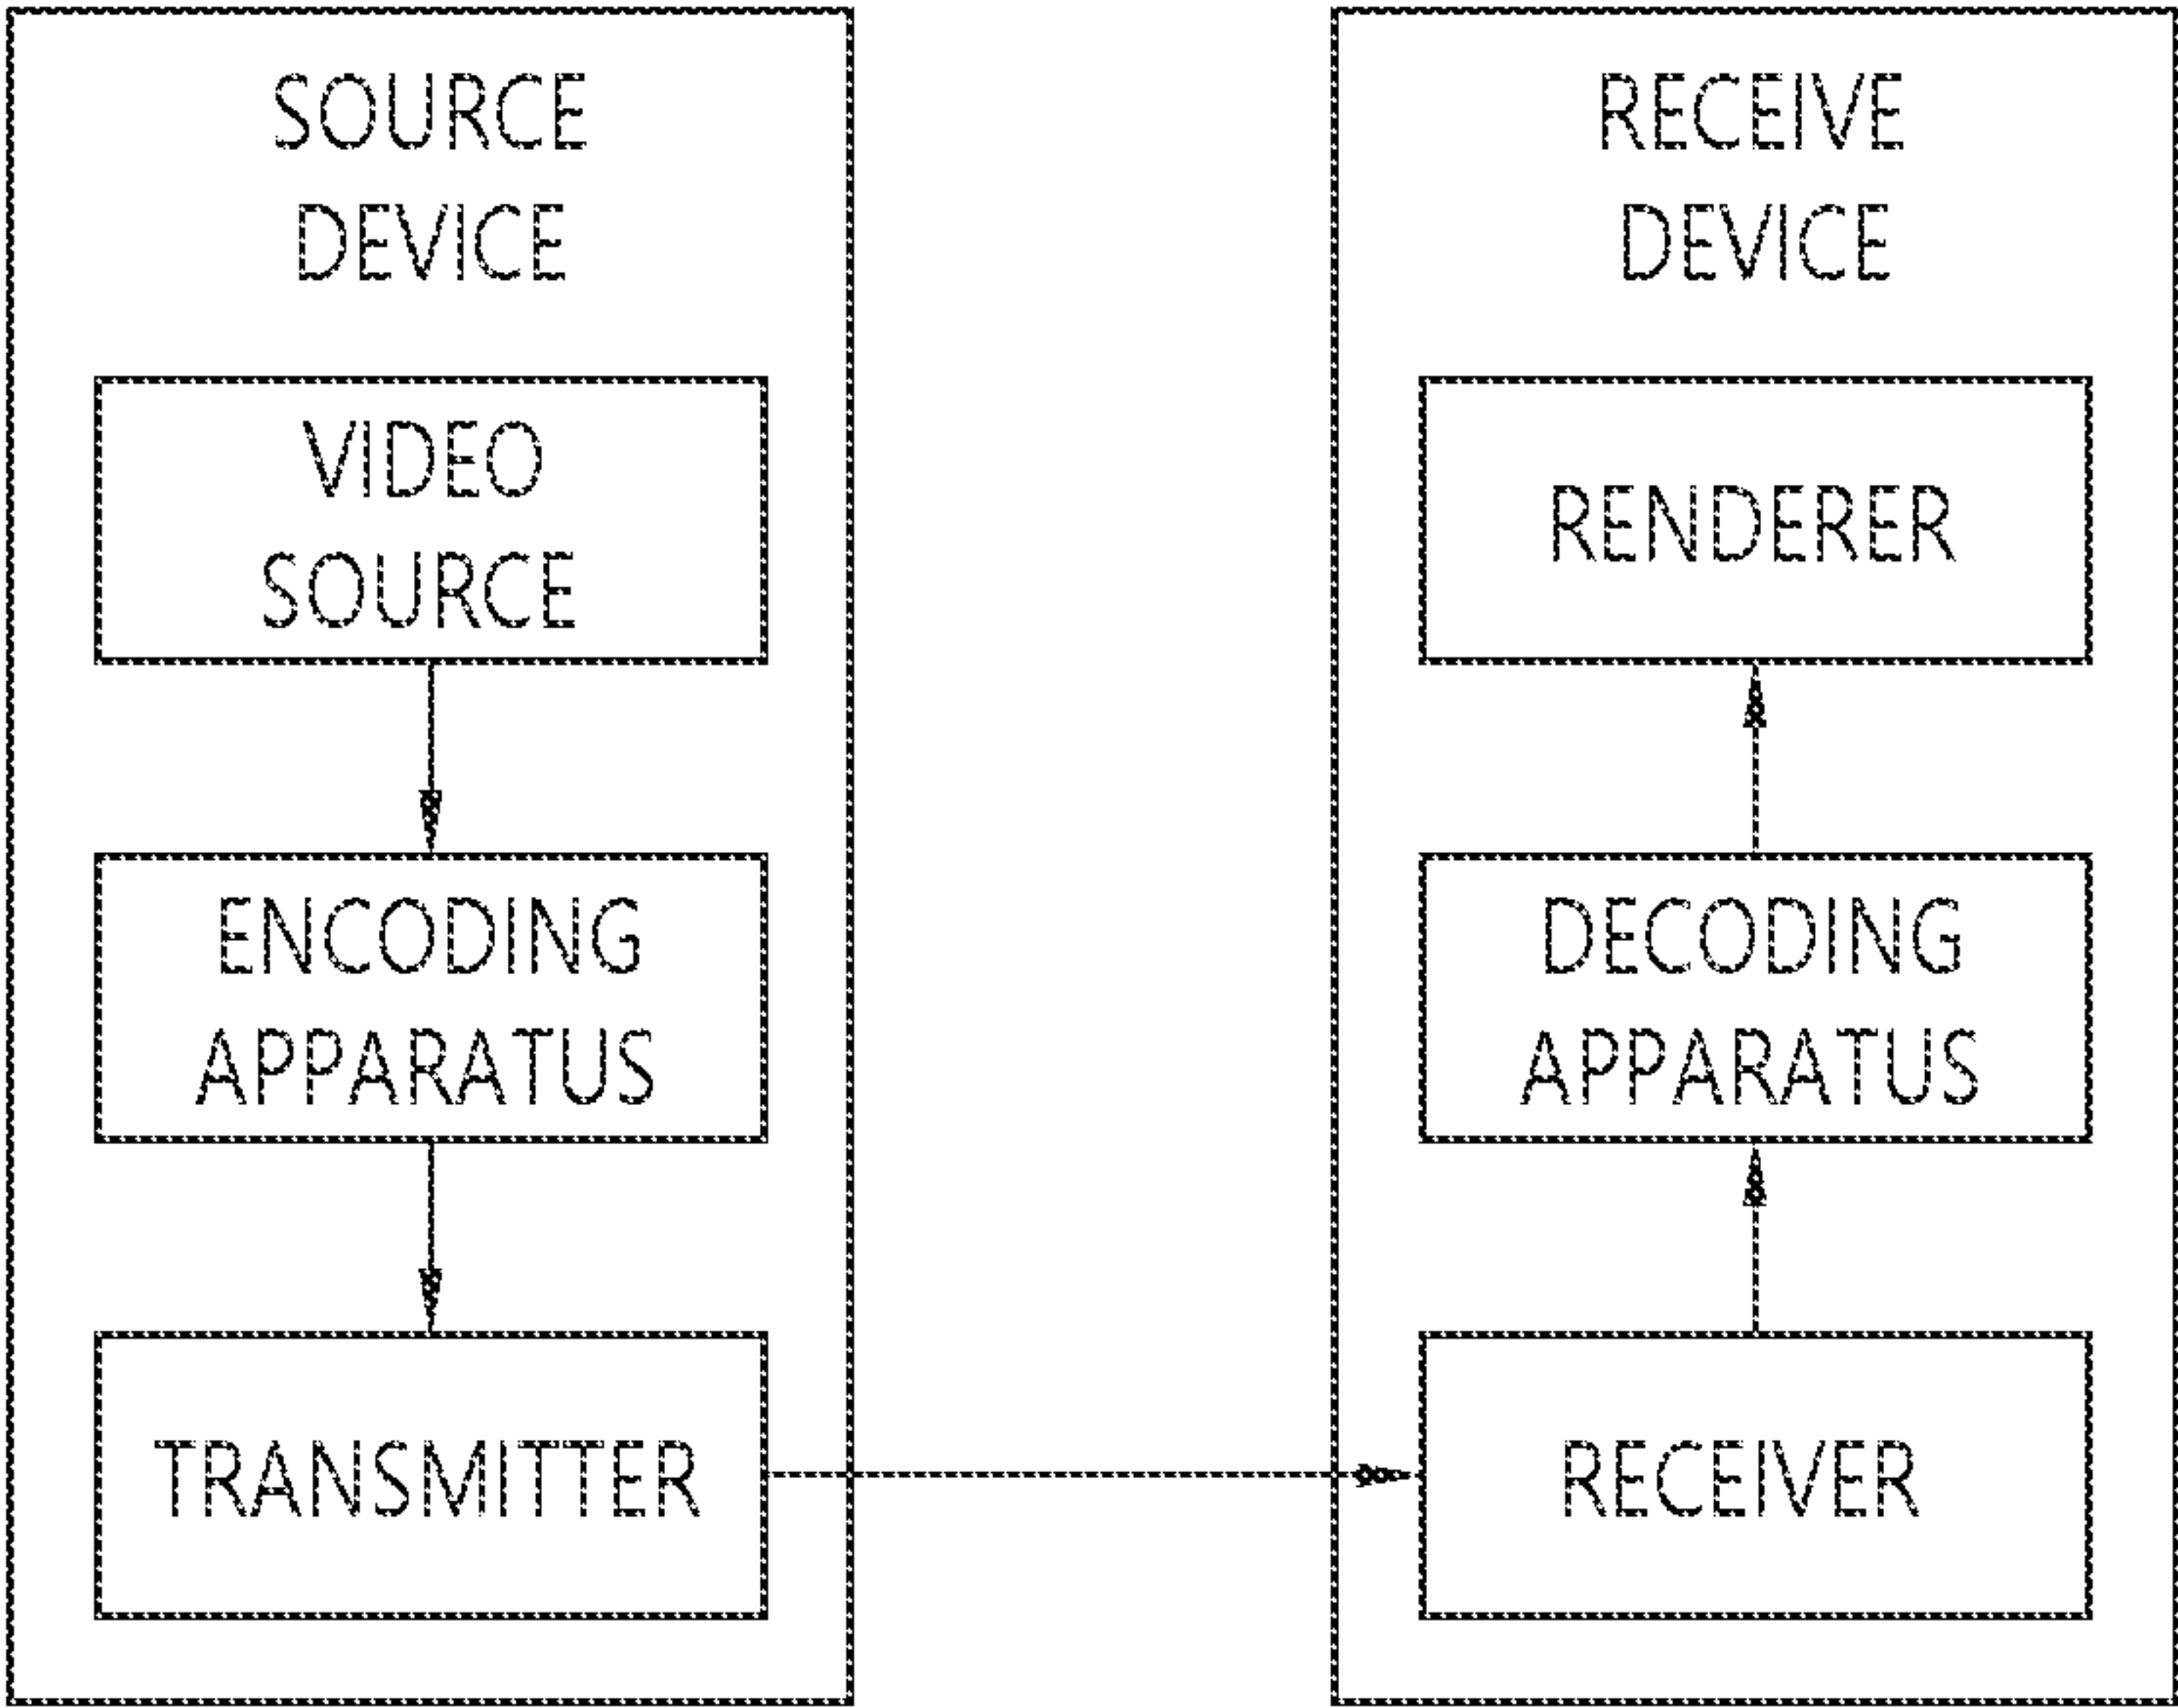 SOURCE
DEVICE
VIDEO
SOURCE
ENCODING
APPARATUS
TRANSMITTER
RECEIVE
DEVICE
RENDERER
DECODING
APPARATUS
RECEIVER